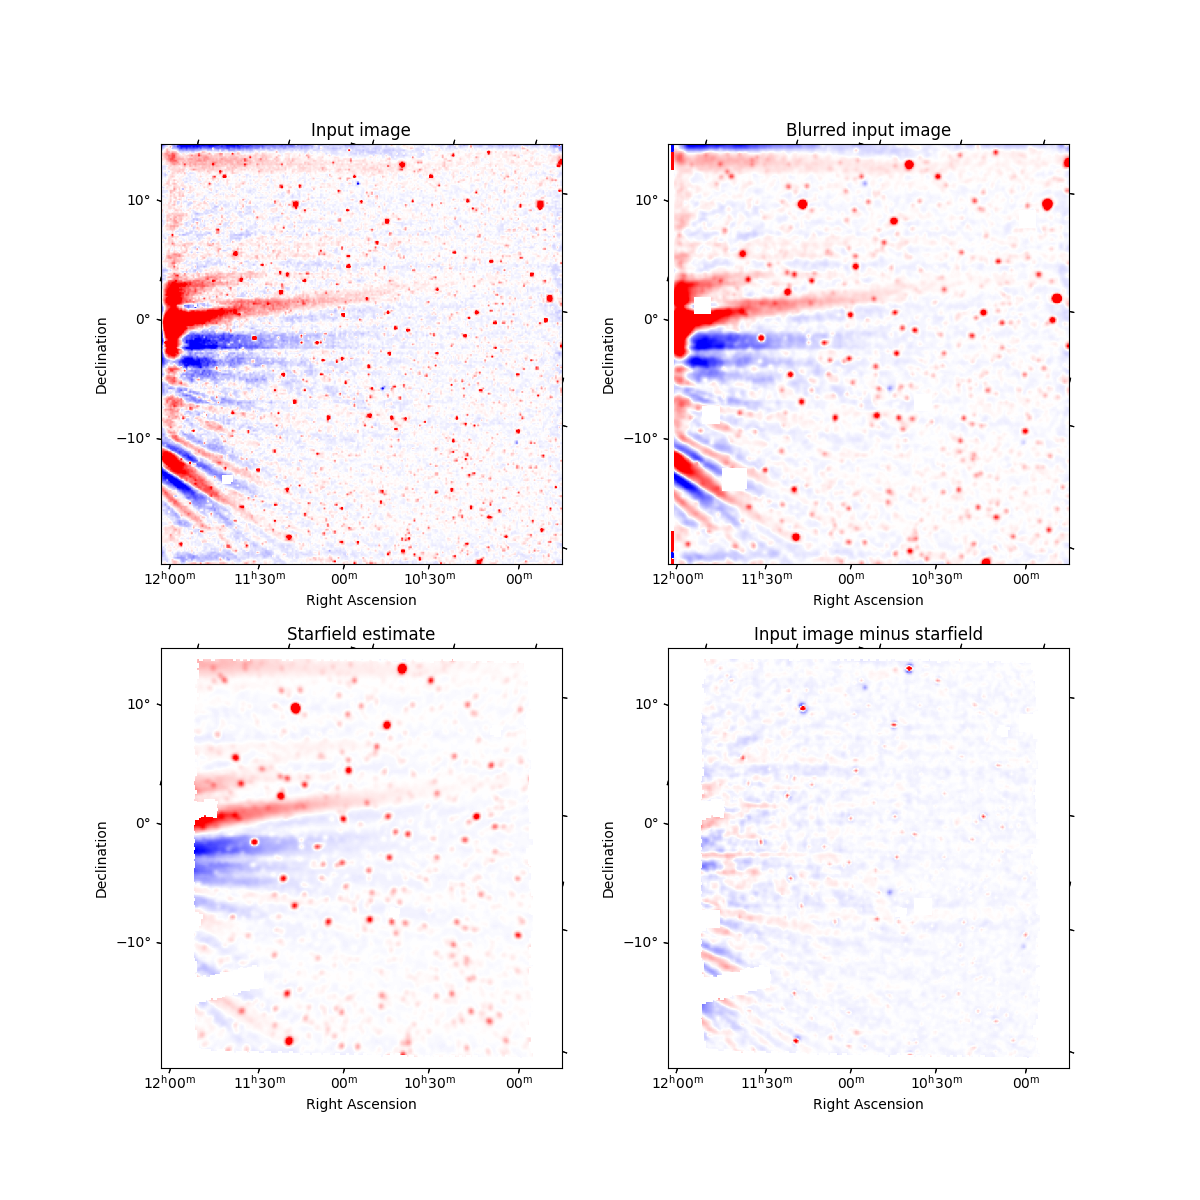 Input image
Blurred input image
10°
0°
−10°
Declination
12h00m 11h30m 00m 10h30m 00m
Right Ascension
10°
0°
−10°
Declination
12h00m 11h30m 00m 10h30m 00m
Right Ascension
Starfield estimate
Input image minus starfield
10°
0°
−10°
Declination
12h00m 11h30m 00m 10h30m 00m
Right Ascension
10°
0°
−10°
Declination
12h00m 11h30m 00m 10h30m 00m
Right Ascension